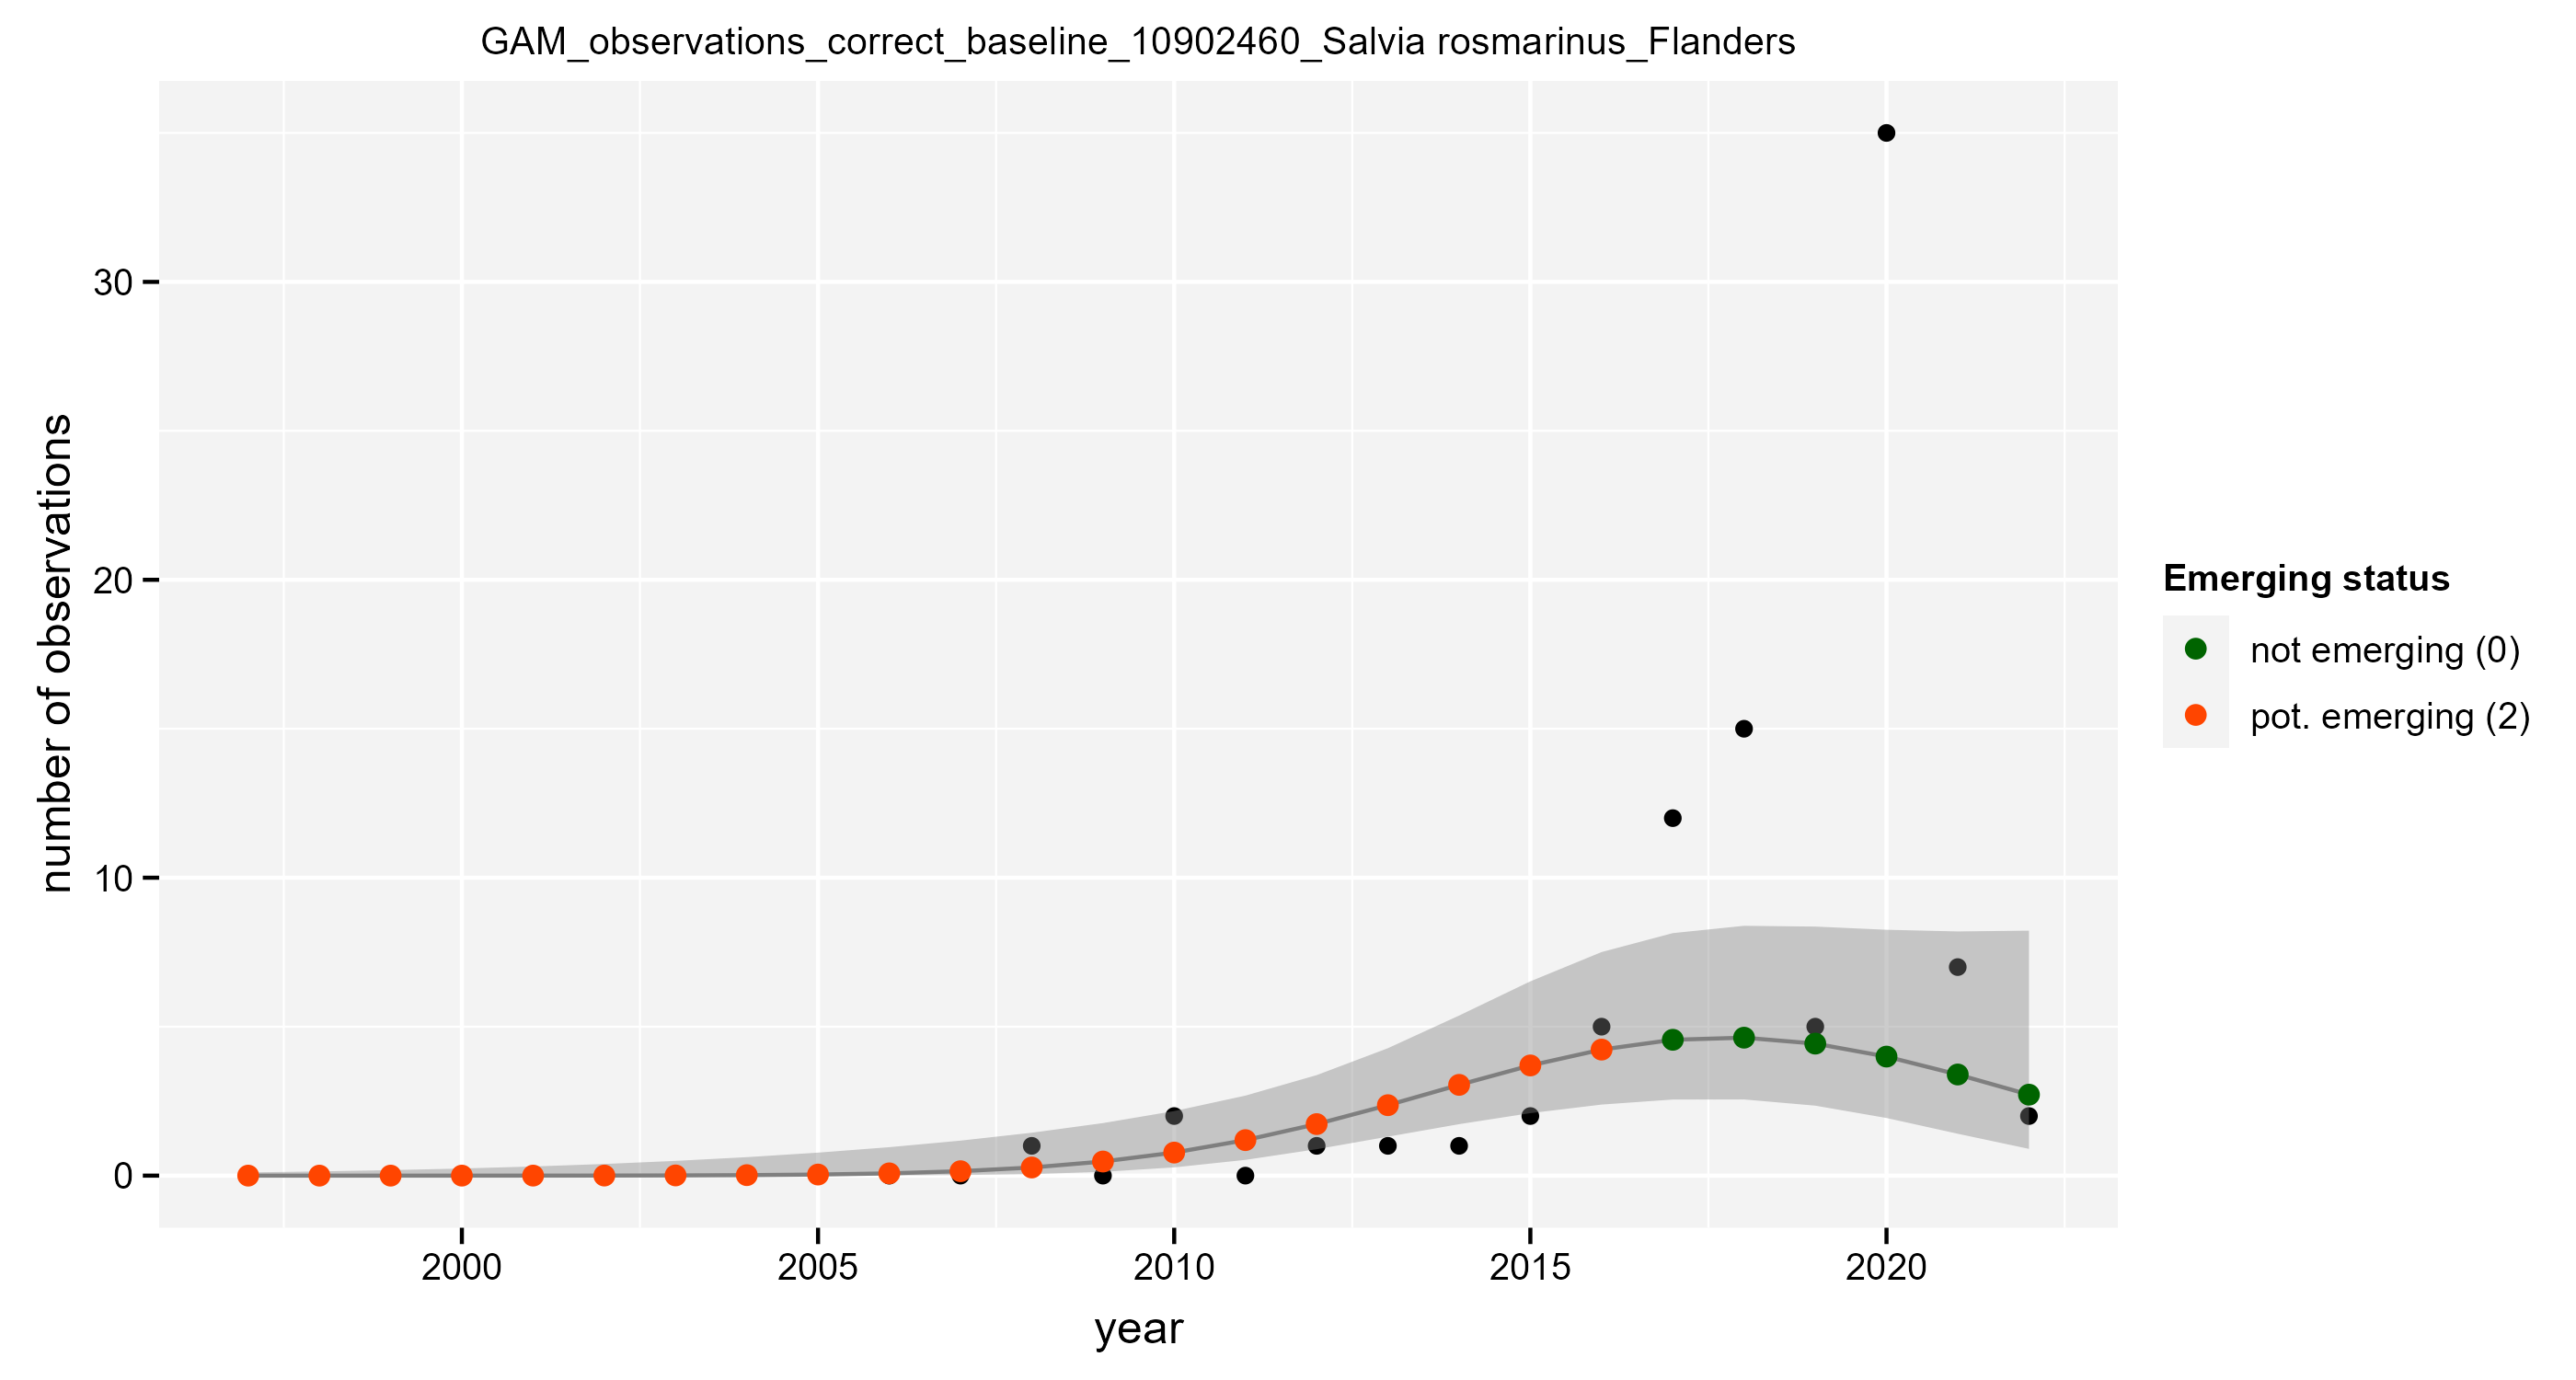 GAM_observations_correct_baseline_10902460_Salvia rosmarinus_Flanders
number of observations
30
20
10
0
2000 2005 2010 2015 2020
year
Emerging status
not emerging (0)
pot. emerging (2)